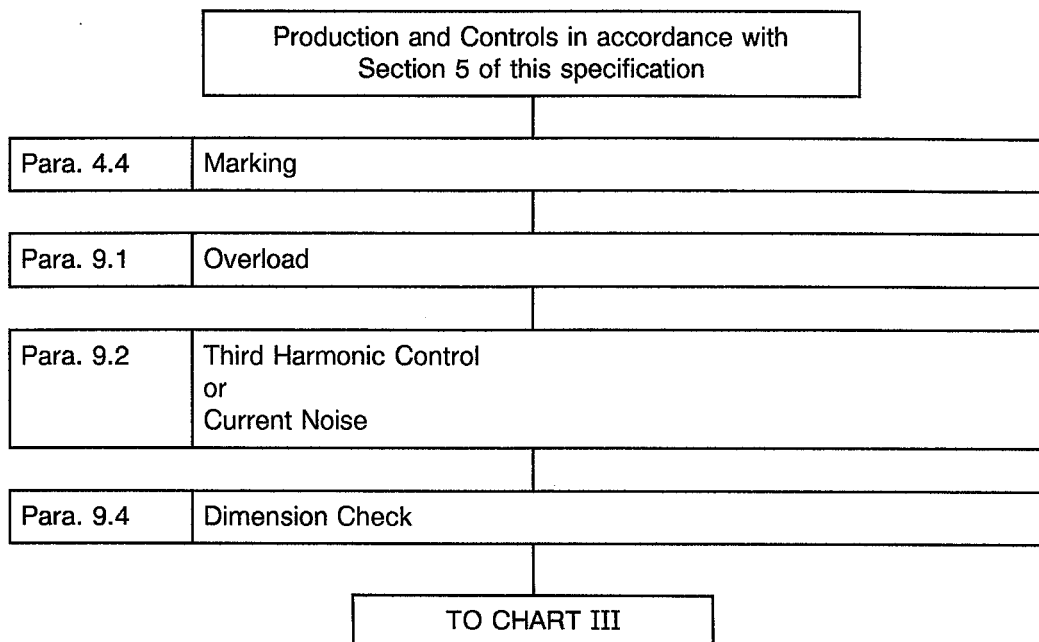 Production and Controls in accordance with
Section 5 of this specification
Para. 4.4 Marking
Para. 9.1 Overload
Para. 9.2 Third Harmonic Control
or
Current Noise
Para. 9.4 Dimension Check
TO CHART III